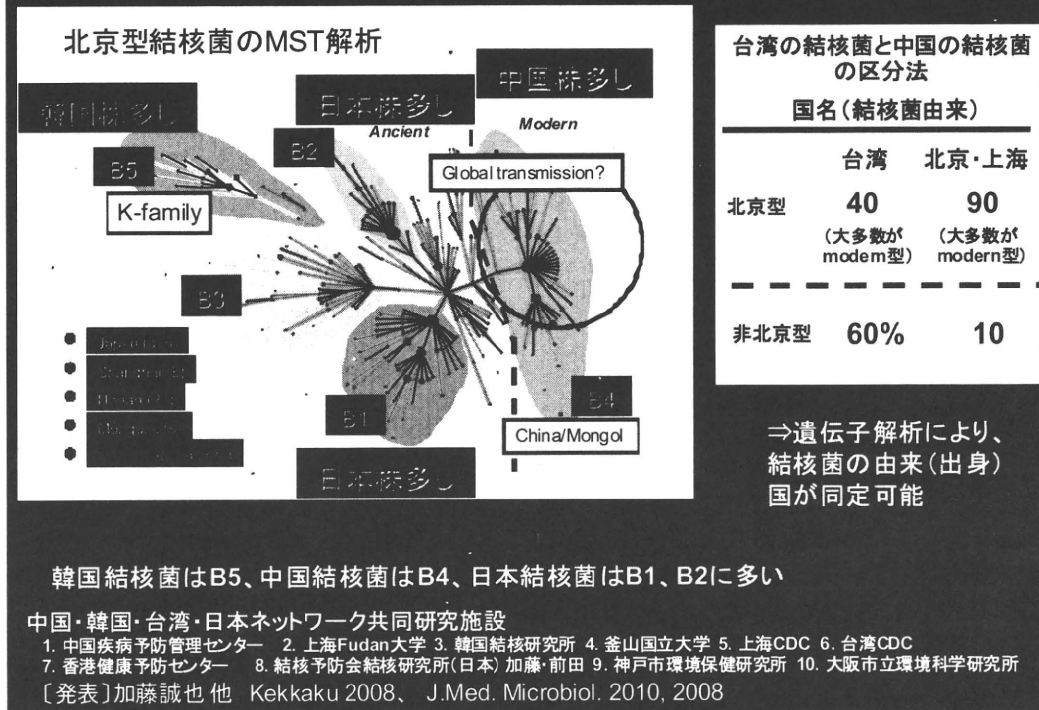 北京型結核菌のMST解析
韓国株多し
日本株多し
中国株多し
Ancient
Modern
B5
B2
Global transmission?
K-family
B3
B1
B4
China/Mongol
日本株多し
台湾の結核菌と中国の結核菌
の区分法
国名(結核菌由来)
台湾 北京・上海
北京型 40 90
(大多数が (大多数が
modern型) modern型)
非北京型 60% 10
⇒遺伝子解析により、
結核菌の由来(出身)
国が同定可能
韓国結核菌はB5、中国結核菌はB4、日本結核菌はB1、B2に多い
中国・韓国・台湾・日本ネットワーク共同研究施設
1. 中国疾病予防管理センター 2. 上海Fudan大学 3. 韓国結核研究所 4. 釜山国立大学 5. 上海CDC 6. 台湾CDC
7. 香港健康予防センター 8. 結核予防会結核研究所(日本) 加藤・前田 9. 神戸市環境保健研究所 10. 大阪市立環境科学研究所
〔発表〕加藤誠也 他 Kekkaku 2008、 J.Med. Microbiol. 2010, 2008